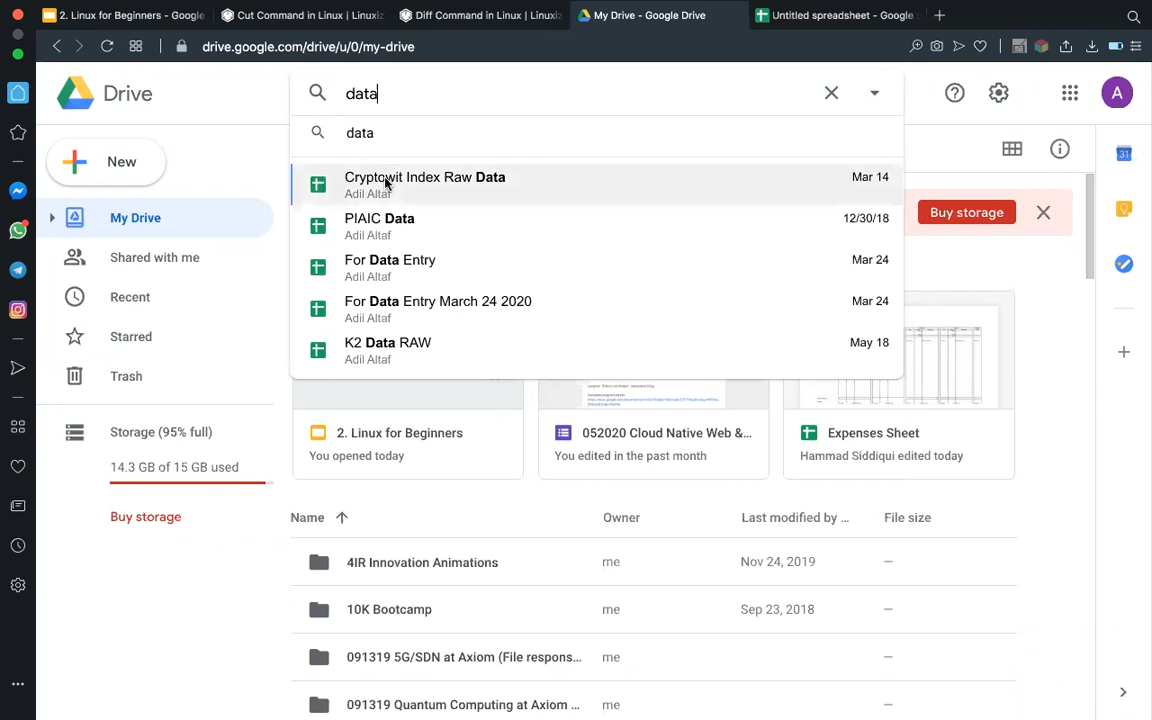 2. Linux for Beginners - Google
Cut Command in Linux | Linuxiz
Diff Command in Linux | Linuxiz
My Drive - Google Drive
Untitled spreadsheet - Google
drive.google.com/drive/u/0/my-drive
Drive
data
A
data
New
Cryptowit Index Raw Data
Mar 14
Adil Altaf
31
My Drive
PIAIC Data
12/30/18
Adil Altaf
Buy storage
Shared with me
For Data Entry
Mar 24
Adil Altaf
Recent
For Data Entry March 24 2020
Mar 24
Adil Altaf
Starred
K2 Data RAW
May 18
Adil Altaf
Trash
Storage (95% full)
14.3 GB of 15 GB used
Buy storage
2. Linux for Beginners
You opened today
052020 Cloud Native Web &...
You edited in the past month
Expenses Sheet
Hammad Siddiqui edited today
Name
Owner
Last modified by ...
File size
4IR Innovation Animations
me
Nov 24, 2019
—
10K Bootcamp
me
Sep 23, 2018
—
091319 5G/SDN at Axiom (File respons...
me
—
091319 Quantum Computing at Axiom ...
me
—